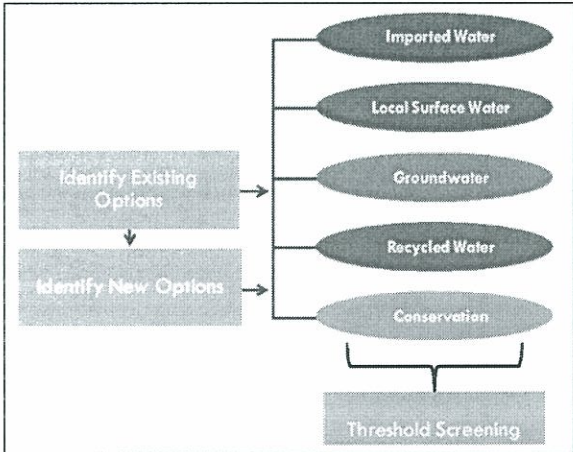 Imported Water
Local Surface Water
Identify Existing
Options
Groundwater
Recycled Water
Identify New Options
Conservation
Threshold Screening